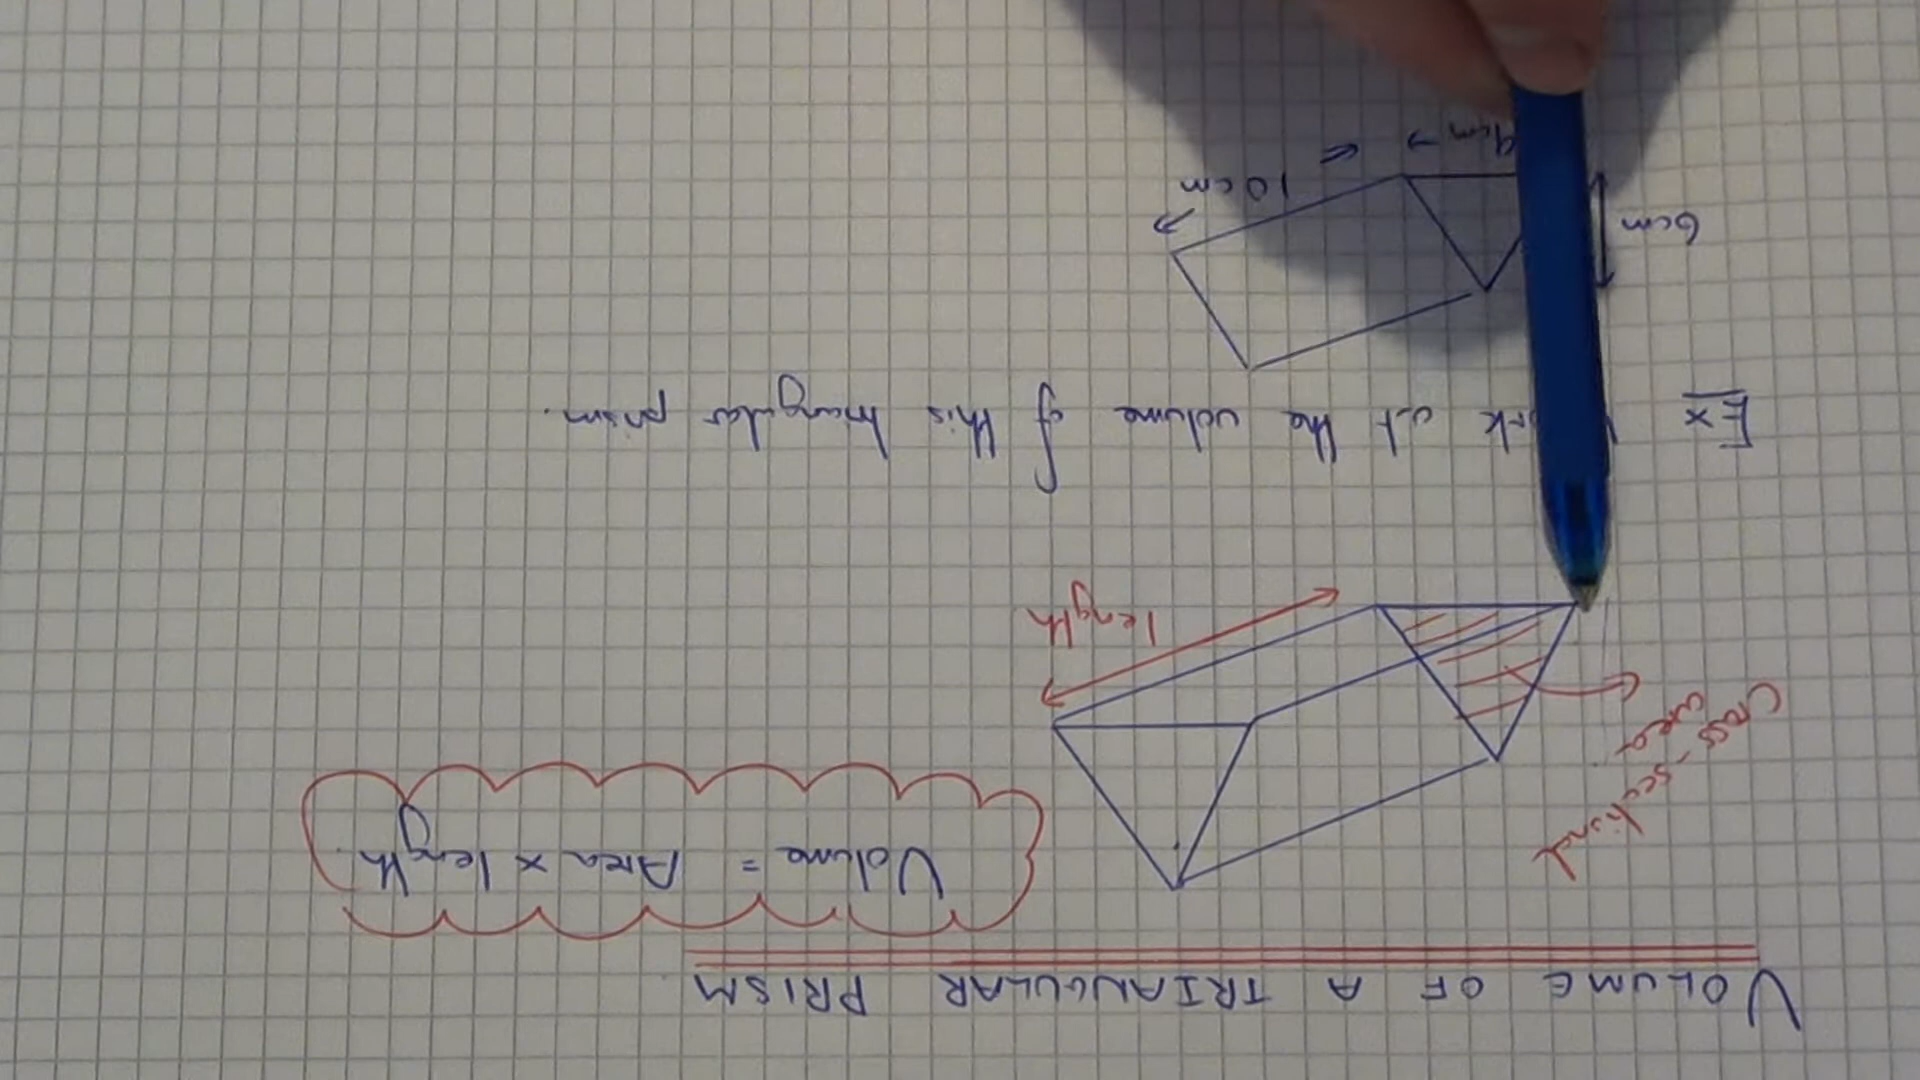 VOLUME OF A TRIANGULAR PRISM
Volume = Area x length.
Cross-sectional
area
length
Ex out the volume of this triangular prism.
6cm
10cm